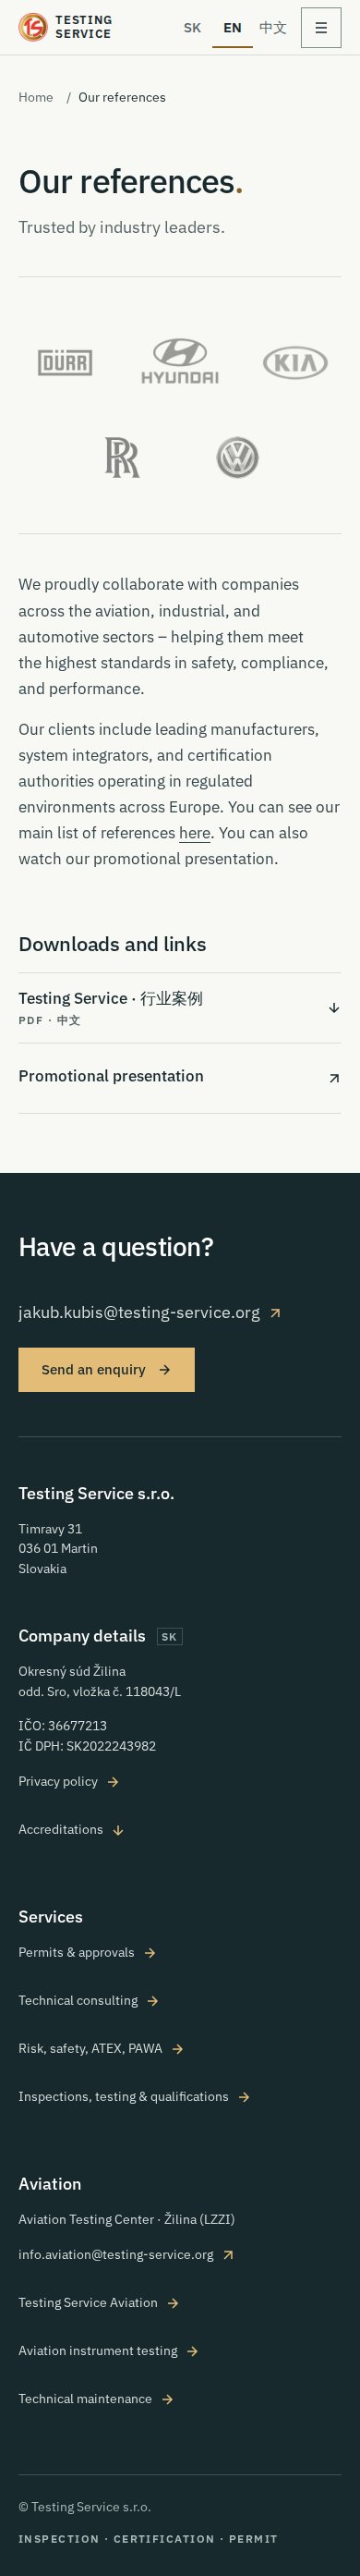 TESTING
SERVICE
SK EN 中文
Home / Our references
Our references.
Trusted by industry leaders.
DÜRR
HYUNDAI
KIA
RR
VW
We proudly collaborate with companies
across the aviation, industrial, and
automotive sectors – helping them meet
the highest standards in safety, compliance,
and performance.
Our clients include leading manufacturers,
system integrators, and certification
authorities operating in regulated
environments across Europe. You can see our
main list of references here. You can also
watch our promotional presentation.
Downloads and links
Testing Service · 行业案例
PDF · 中文
Promotional presentation
Have a question?
jakub.kubis@testing-service.org
Send an enquiry
Testing Service s.r.o.
Timravy 31
036 01 Martin
Slovakia
Company details SK
Okresný súd Žilina
odd. Sro, vložka č. 118043/L
IČO: 36677213
IČ DPH: SK2022243982
Privacy policy
Accreditations
Services
Permits & approvals
Technical consulting
Risk, safety, ATEX, PAWA
Inspections, testing & qualifications
Aviation
Aviation Testing Center · Žilina (LZZI)
info.aviation@testing-service.org
Testing Service Aviation
Aviation instrument testing
Technical maintenance
© Testing Service s.r.o.
INSPECTION · CERTIFICATION · PERMIT